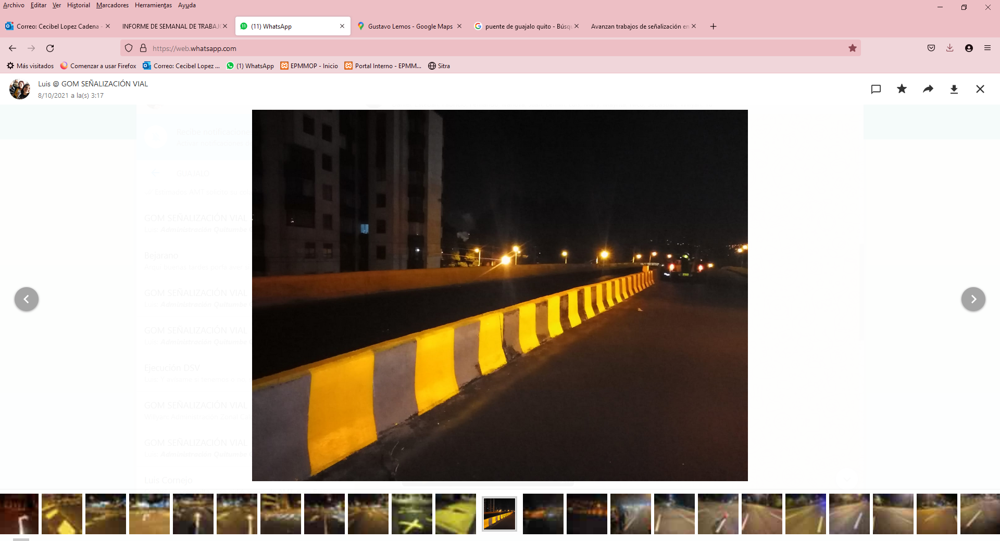 Archivo Editar Ver Historial Marcadores Herramientas Ayuda
Correo: Cecibel Lopez Cadena - INFORME DE SEMANAL DE TRABAJ (11) WhatsApp Gustavo Lemos - Google Maps puente de guajalo quito - Búsq Avanzan trabajos de señalización en
https://web.whatsapp.com
Más visitados Comenzar a usar Firefox Correo: Cecibel Lopez ... (1) WhatsApp EPMMOP - Inicio Portal Interno - EPMM... Sitra
Luis @ GOM SEÑALIZACIÓN VIAL
8/10/2021 a la(s) 3:17
Recibe notificacione
GUAJALO
GOM SEÑALIZACIÓN VIAL
Luis: Administración Quitumbe
Bejarano
GOM SEÑALIZACIÓN VIAL
Luis: Administración Quitumbe
GOM SEÑALIZACIÓN VIAL
Luis: Administración Quitumbe
Ejecución DSV
GOM SEÑALIZACIÓN VIAL
Willyan: Administración Zonal
GOM SEÑALIZACIÓN VIAL
Luis: Administración Quitumbe
Luis Cornejo